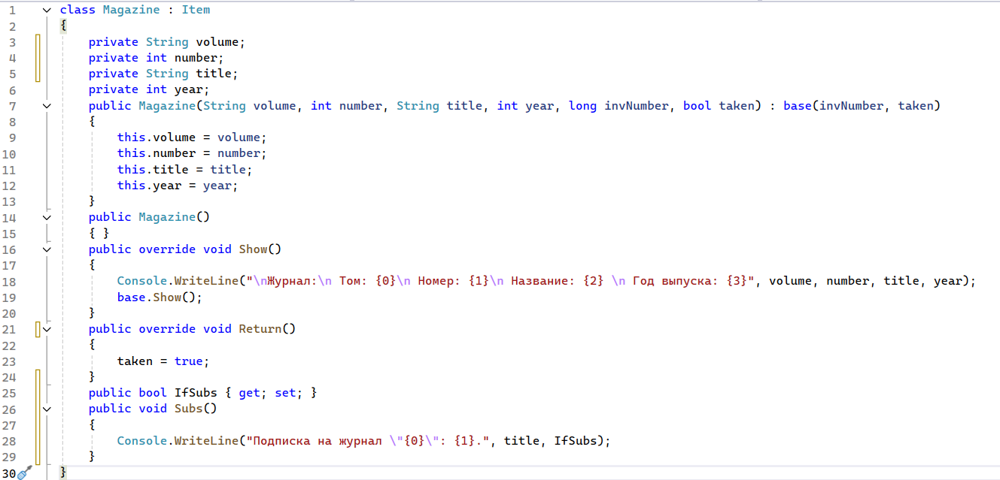 1 class Magazine : Item
2 {
3 private String volume;
4 private int number;
5 private String title;
6 private int year;
7 public Magazine(String volume, int number, String title, int year, long invNumber, bool taken) : base(invNumber, taken)
8 {
9 this.volume = volume;
10 this.number = number;
11 this.title = title;
12 this.year = year;
13 }
14 public Magazine()
15 { }
16 public override void Show()
17 {
18 Console.WriteLine("\nЖурнал:\n Том: {0}\n Номер: {1}\n Название: {2} \n Год выпуска: {3}", volume, number, title, year);
19 base.Show();
20 }
21 public override void Return()
22 {
23 taken = true;
24 }
25 public bool IfSubs { get; set; }
26 public void Subs()
27 {
28 Console.WriteLine("Подписка на журнал \"{0}\": {1}.", title, IfSubs);
29 }
30 }